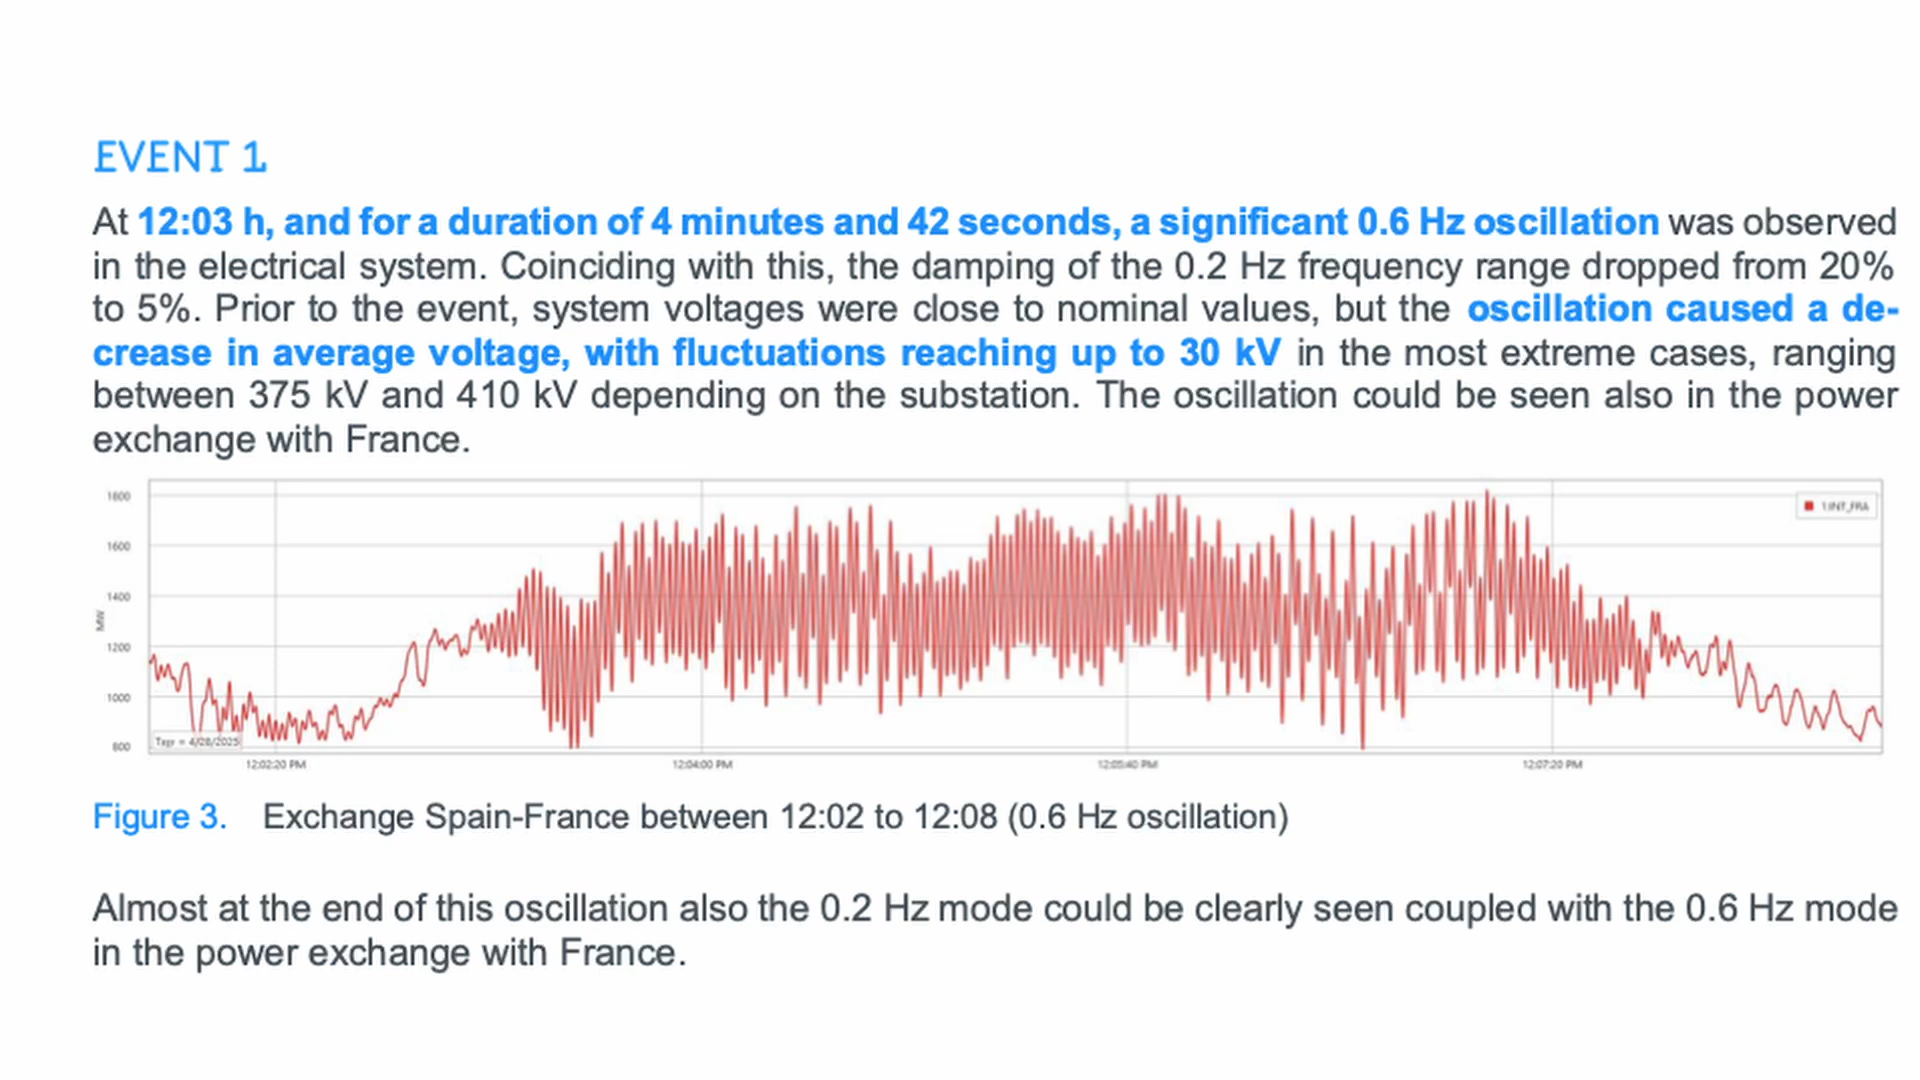 EVENT 1.
At 12:03 h, and for a duration of 4 minutes and 42 seconds, a significant 0.6 Hz oscillation was observed
in the electrical system. Coinciding with this, the damping of the 0.2 Hz frequency range dropped from 20%
to 5%. Prior to the event, system voltages were close to nominal values, but the oscillation caused a de-
crease in average voltage, with fluctuations reaching up to 30 kV in the most extreme cases, ranging
between 375 kV and 410 kV depending on the substation. The oscillation could be seen also in the power
exchange with France.
1800
1600
1400
1200
1000
800
MW
= 4/28/2025
12:02:20 PM
12:04:00 PM
12:05:40 PM
12:07:20 PM
Figure 3. Exchange Spain-France between 12:02 to 12:08 (0.6 Hz oscillation)
Almost at the end of this oscillation also the 0.2 Hz mode could be clearly seen coupled with the 0.6 Hz mode
in the power exchange with France.